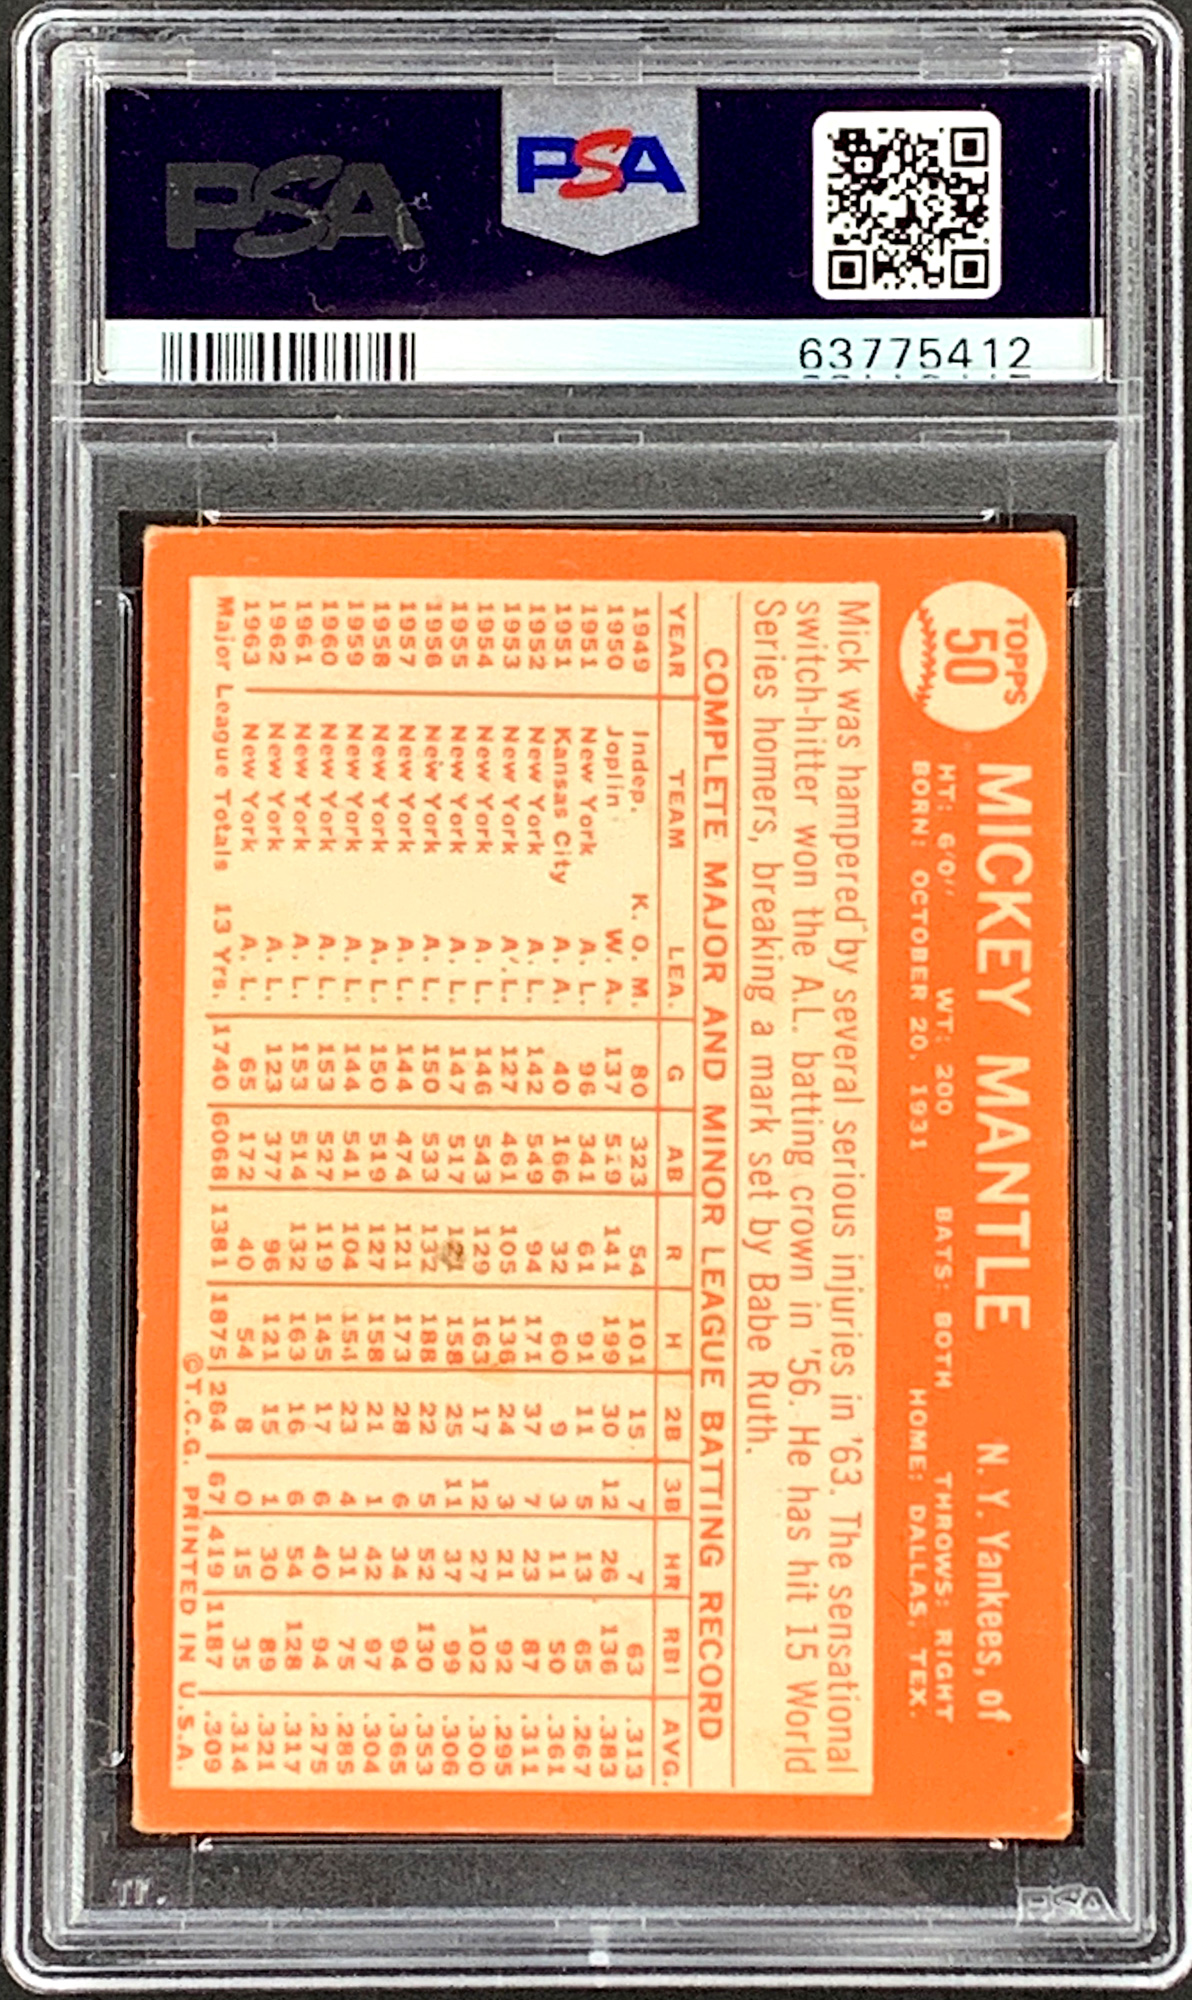 PSA
PSA
63775412
TOPPS
50
MICKEY MANTLE N. Y. Yankees, of
HT: 6'0" WT: 200 BATS: BOTH THROWS: RIGHT
BORN: OCTOBER 20, 1931 HOME: DALLAS, TEX.
Mick was hampered by several serious injuries in '63. The sensational
switch-hitter won the A.L. batting crown in '56. He has hit 15 World
Series homers, breaking a mark set by Babe Ruth.
COMPLETE MAJOR AND MINOR LEAGUE BATTING RECORD
YEAR TEAM LEA. G AB R H 2B 3B HR RBI AVG.
1949 Indep. K. O. M. 80 323 54 101 15 7 7 63 .313
1950 Joplin W. A. 137 519 141 199 30 12 26 136 .383
1951 New York A. L. 96 341 61 91 11 5 13 65 .267
1951 Kansas City A. A. 40 166 32 60 9 3 11 50 .361
1952 New York A. L. 142 549 94 171 37 7 23 87 .311
1953 New York A. L. 127 461 105 136 24 3 21 92 .295
1954 New York A. L. 146 543 129 163 17 12 27 102 .300
1955 New York A. L. 147 517 121 158 25 11 37 99 .306
1956 New York A. L. 150 533 132 188 22 5 52 130 .353
1957 New York A. L. 144 474 121 173 28 6 34 94 .365
1958 New York A. L. 150 519 127 158 21 1 42 97 .304
1959 New York A. L. 144 541 104 154 23 4 31 75 .285
1960 New York A. L. 153 527 119 145 17 6 40 94 .275
1961 New York A. L. 153 514 132 163 16 6 54 128 .317
1962 New York A. L. 123 377 96 121 15 1 30 89 .321
1963 New York A. L. 65 172 40 54 8 0 15 35 .314
Major League Totals 13 Yrs. 1740 6068 1381 1875 264 67 419 1187 .309
©T.C.G. PRINTED IN U.S.A.
PSA